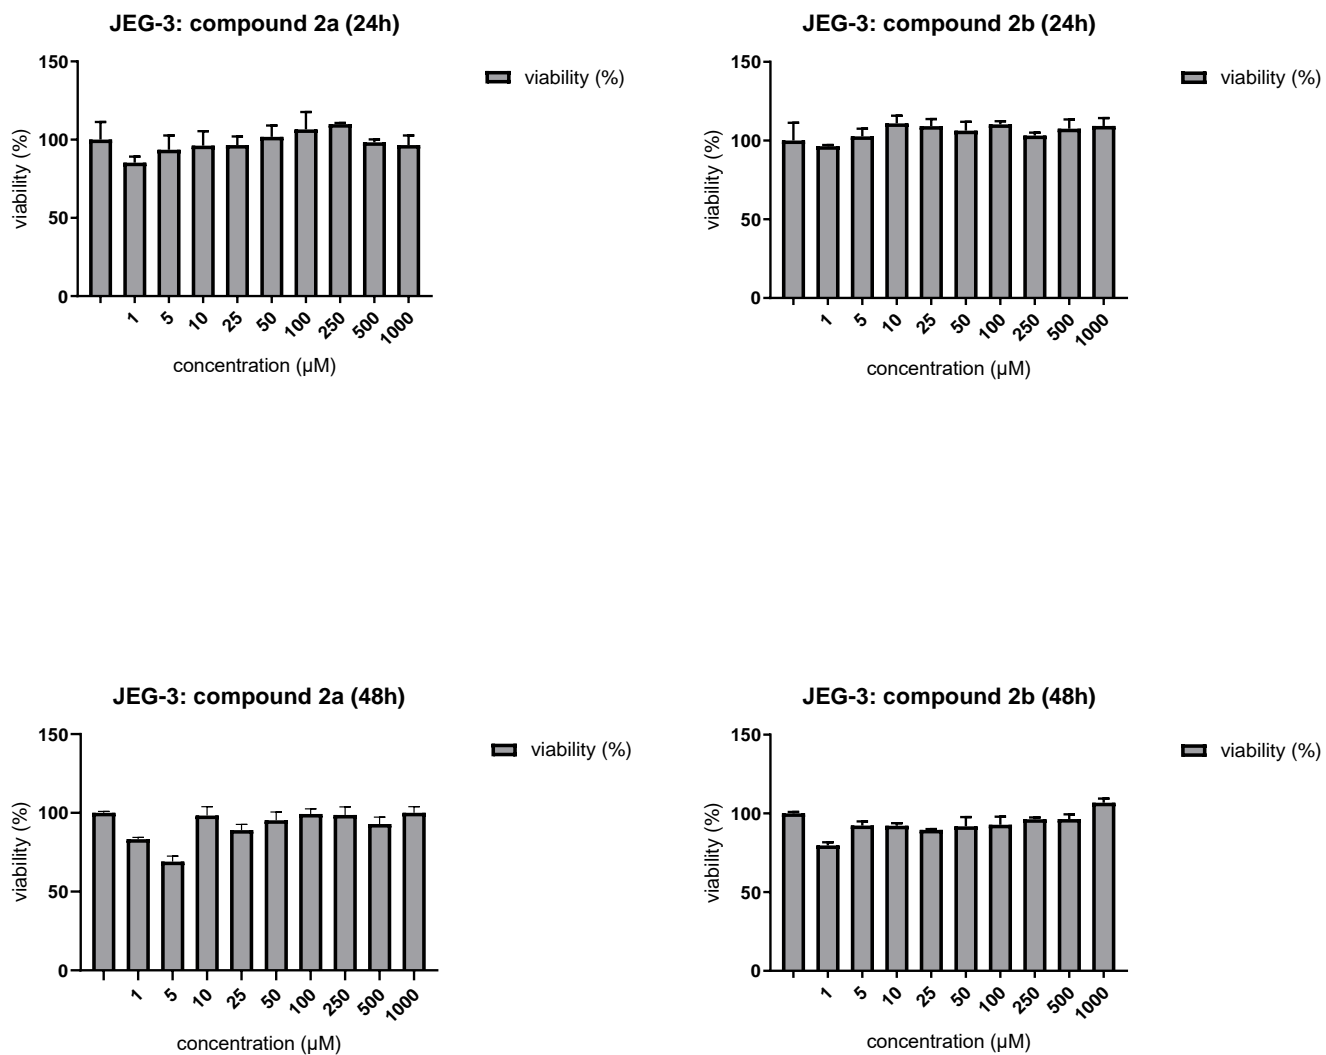 JEG-3: compound 2a (24h)
viability (%)
150
100
50
0
viability (%)
1 5 10 25 50 100 250 500 1000
concentration (µM)
JEG-3: compound 2b (24h)
viability (%)
150
100
50
0
viability (%)
1 5 10 25 50 100 250 500 1000
concentration (µM)
JEG-3: compound 2a (48h)
viability (%)
150
100
50
0
viability (%)
1 5 10 25 50 100 250 500 1000
concentration (µM)
JEG-3: compound 2b (48h)
viability (%)
150
100
50
0
viability (%)
1 5 10 25 50 100 250 500 1000
concentration (µM)